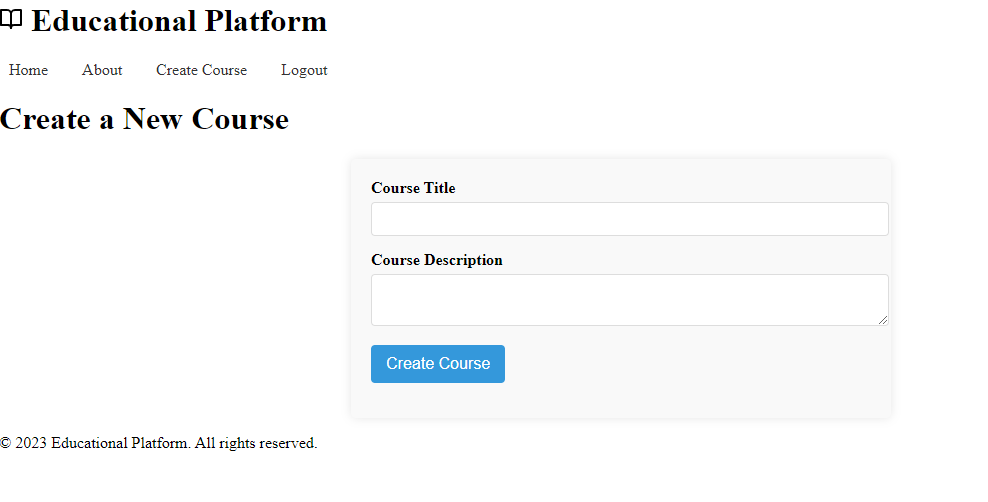 Educational Platform
Home About Create Course Logout
Create a New Course
Course Title
Course Description
Create Course
© 2023 Educational Platform. All rights reserved.